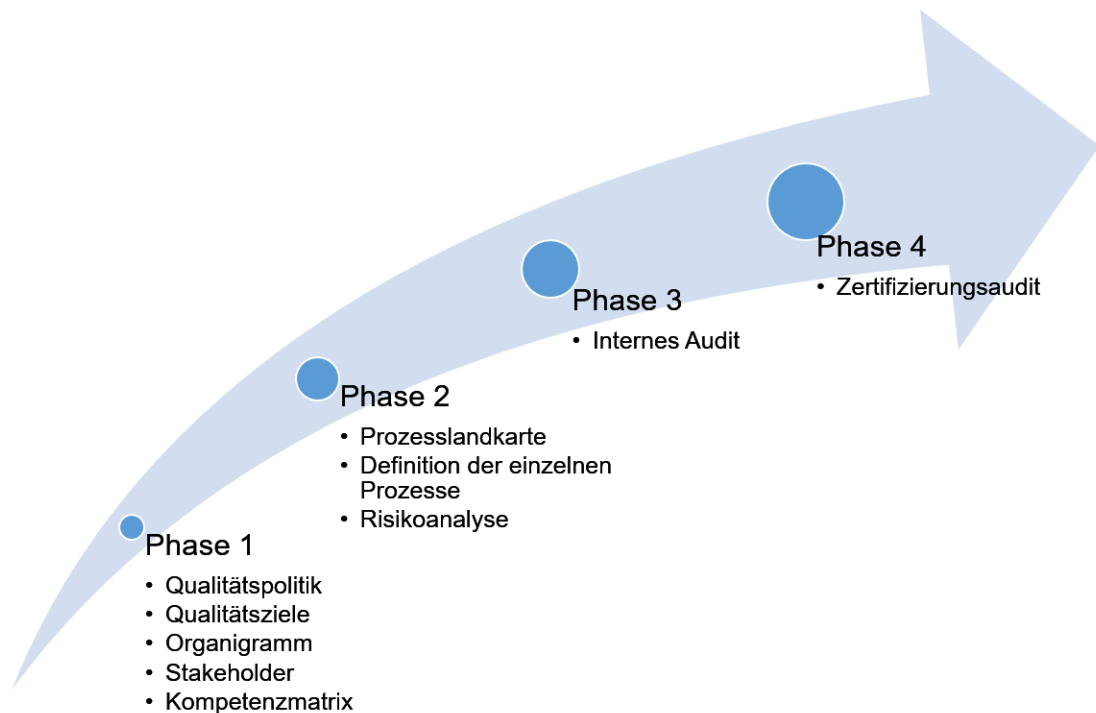 Phase 1
• Qualitätspolitik
• Qualitätsziele
• Organigramm
• Stakeholder
• Kompetenzmatrix
Phase 2
• Prozesslandkarte
• Definition der einzelnen
Prozesse
• Risikoanalyse
Phase 3
• Internes Audit
Phase 4
• Zertifizierungsaudit